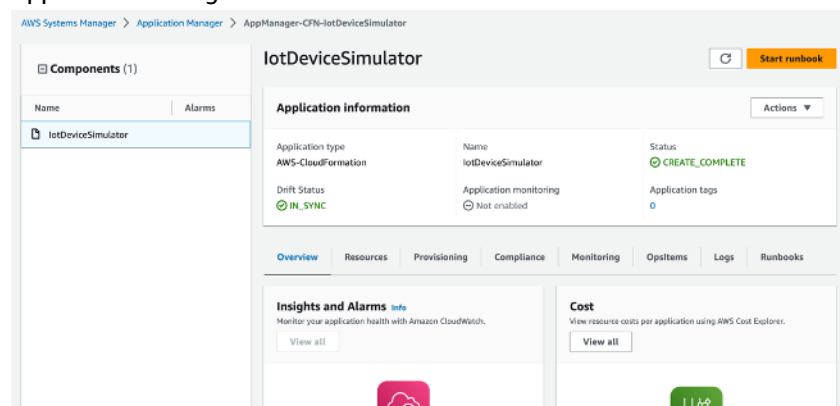 AWS Systems Manager > Application Manager > AppManager-CFN-IotDeviceSimulator
Components (1)
Name Alarms
IotDeviceSimulator
IotDeviceSimulator
Start runbook
Application information
Actions
Application type
AWS-CloudFormation
Name
IotDeviceSimulator
Status
CREATE_COMPLETE
Drift Status
IN_SYNC
Application monitoring
Not enabled
Application tags
0
Overview Resources Provisioning Compliance Monitoring OpsItems Logs Runbooks
Insights and Alarms Info
Monitor your application health with Amazon CloudWatch.
View all
Cost
View resource costs per application using AWS Cost Explorer.
View all